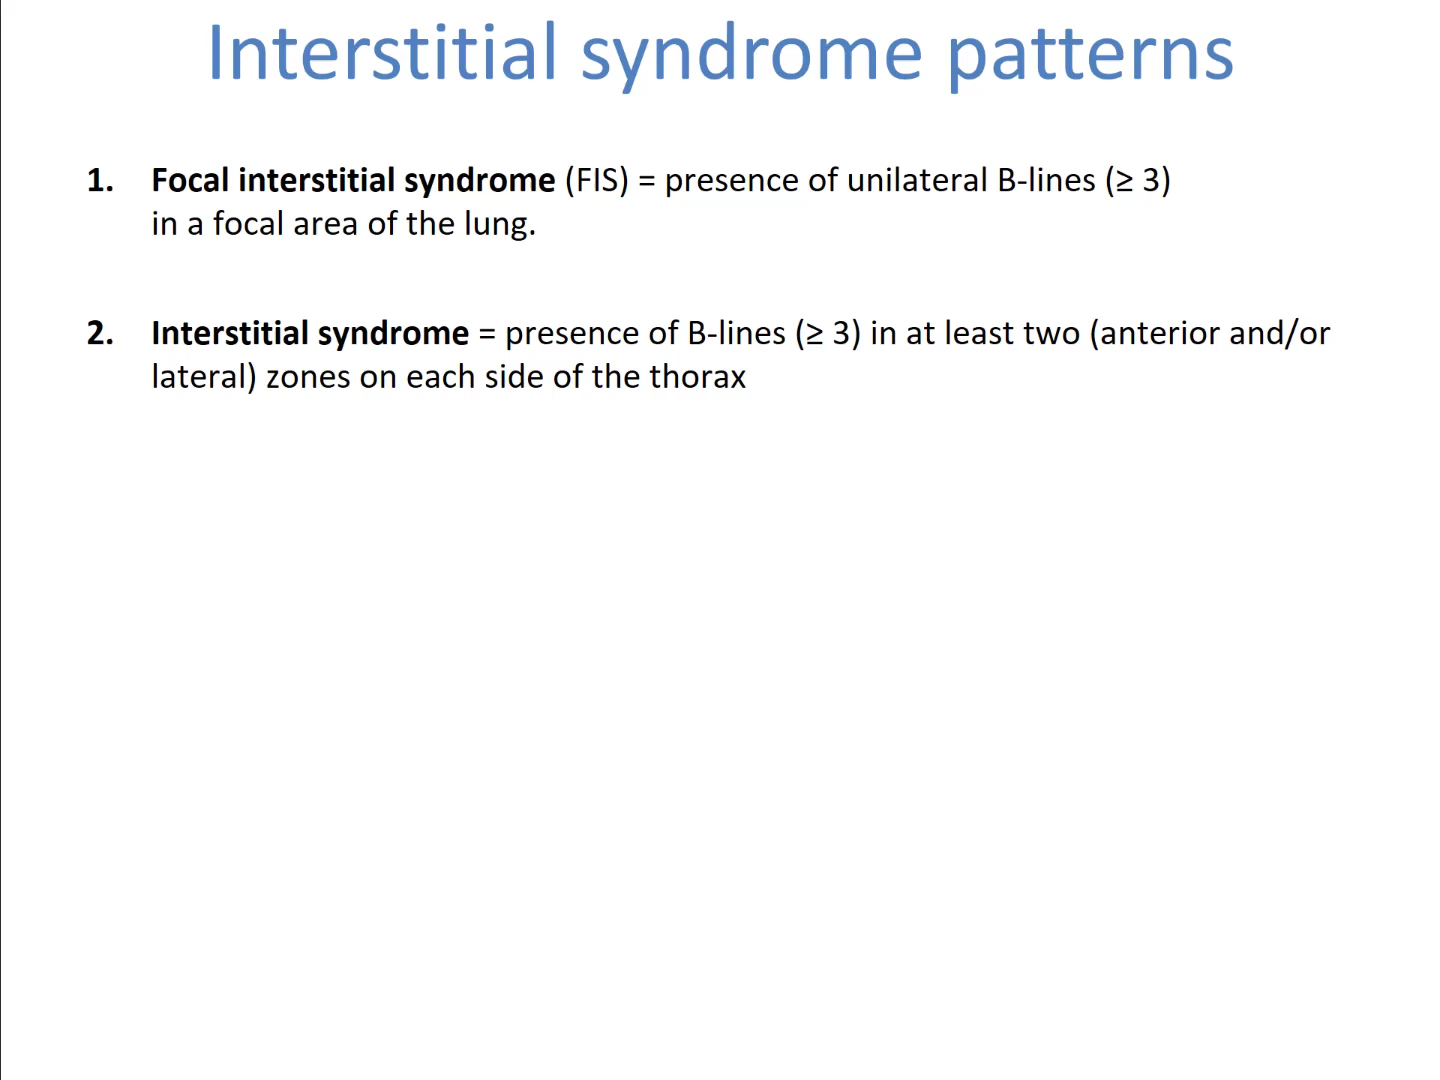 Interstitial syndrome patterns
1. Focal interstitial syndrome (FIS) = presence of unilateral B-lines (≥ 3)
in a focal area of the lung.
2. Interstitial syndrome = presence of B-lines (≥ 3) in at least two (anterior and/or
lateral) zones on each side of the thorax